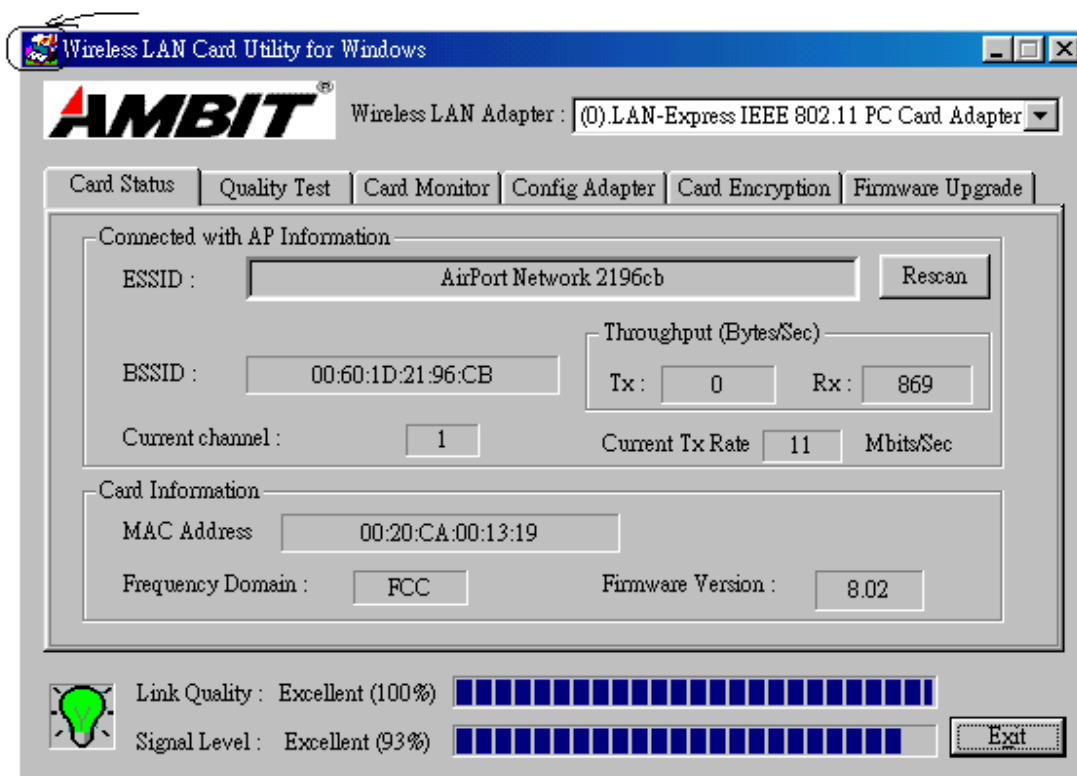 Wireless LAN Card Utility for Windows
AMBIT®
Wireless LAN Adapter : (0).LAN-Express IEEE 802.11 PC Card Adapter
Card Status Quality Test Card Monitor Config Adapter Card Encryption Firmware Upgrade
Connected with AP Information
ESSID : AirPort Network 2196cb Rescan
Throughput (Bytes/Sec)
BSSID : 00:60:1D:21:96:CB Tx : 0 Rx : 869
Current channel : 1 Current Tx Rate 11 Mbits/Sec
Card Information
MAC Address 00:20:CA:00:13:19
Frequency Domain : FCC Firmware Version : 8.02
Link Quality : Excellent (100%)
Signal Level : Excellent (93%) Exit